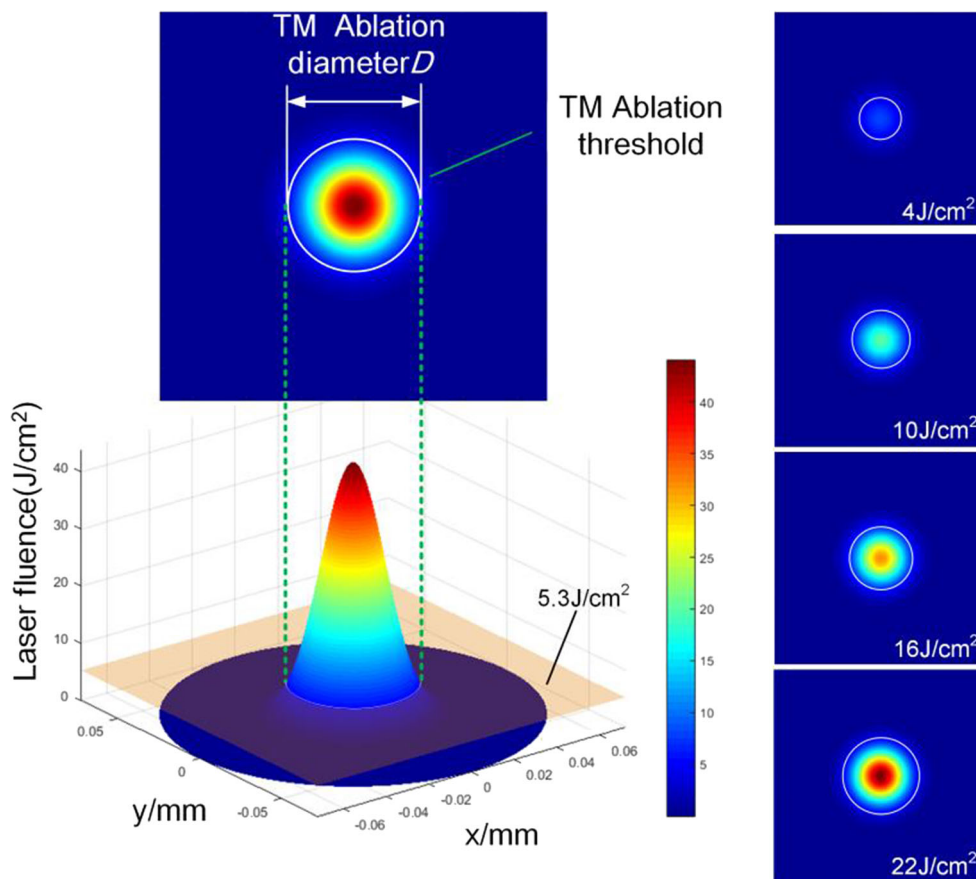 TM Ablation
diameterD
TM Ablation
threshold
4J/cm²
10J/cm²
16J/cm²
22J/cm²
Laser fluence(J/cm²)
40
30
20
10
0
0.05
0
-0.05
y/mm
-0.06
-0.04
-0.02
0
0.02
0.04
0.06
x/mm
5.3J/cm²
40
35
30
25
20
15
10
5